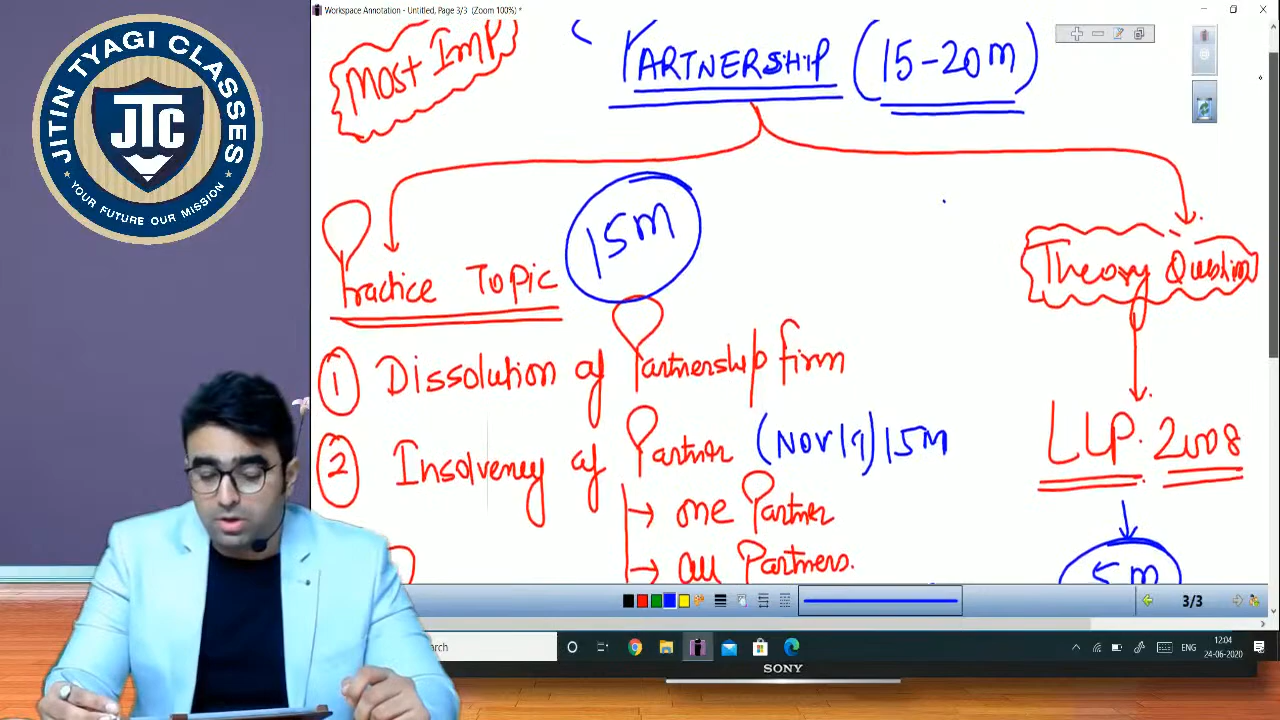 Workspace Annotation - Untitled, Page 3/3 (Zoom 100%) *
JITIN TYAGI CLASSES
JTC
• YOUR FUTURE OUR MISSION •
MOST IMP
PARTNERSHIP (15-20M)
15M
Practice Topic
Theory Question
① Dissolution of Partnership firm
② Insolvency of Partner (NOV 19) 15M
→ one Partner
→ all Partners.
LLP. 2008
5m
3/3
arch
ENG
12:04
24-06-2020
SONY